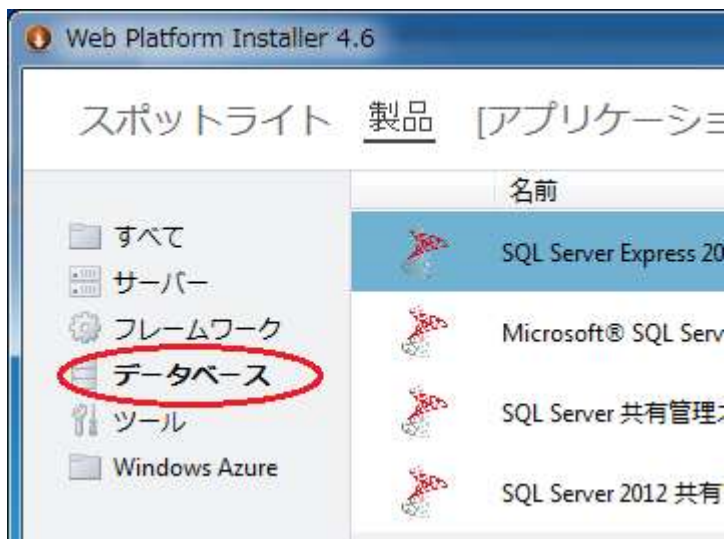 Web Platform Installer 4.6
スポットライト 製品 [アプリケーショ
名前
すべて
サーバー
フレームワーク
データベース
ツール
Windows Azure
SQL Server Express 20
Microsoft® SQL Serv
SQL Server 共有管理
SQL Server 2012 共有